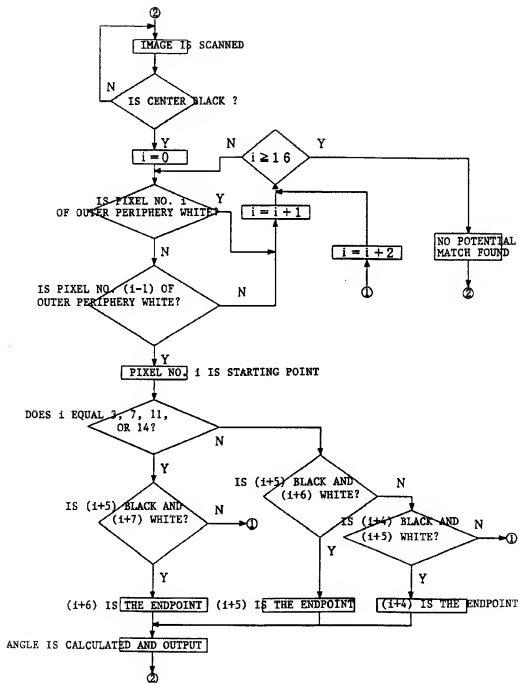 ②
IMAGE IS SCANNED
N
IS CENTER BLACK ?
Y
i = 0
N
i ≧ 1 6
Y
IS PIXEL NO. i
OF OUTER PERIPHERY WHITE?
Y
i = i + 1
N
i = i + 2
NO POTENTIAL
MATCH FOUND
①
②
IS PIXEL NO. (i-1) OF
OUTER PERIPHERY WHITE?
N
Y
PIXEL NO. i IS STARTING POINT
DOES i EQUAL 3, 7, 11,
OR 14?
N
Y
IS (i+5) BLACK AND
(i+7) WHITE?
N
①
Y
IS (i+5) BLACK AND
(i+6) WHITE?
N
Y
IS (i+4) BLACK AND
(i+5) WHITE?
N
①
Y
(i+6) IS THE ENDPOINT
(i+5) IS THE ENDPOINT
(i+4) IS THE ENDPOINT
ANGLE IS CALCULATED AND OUTPUT
②